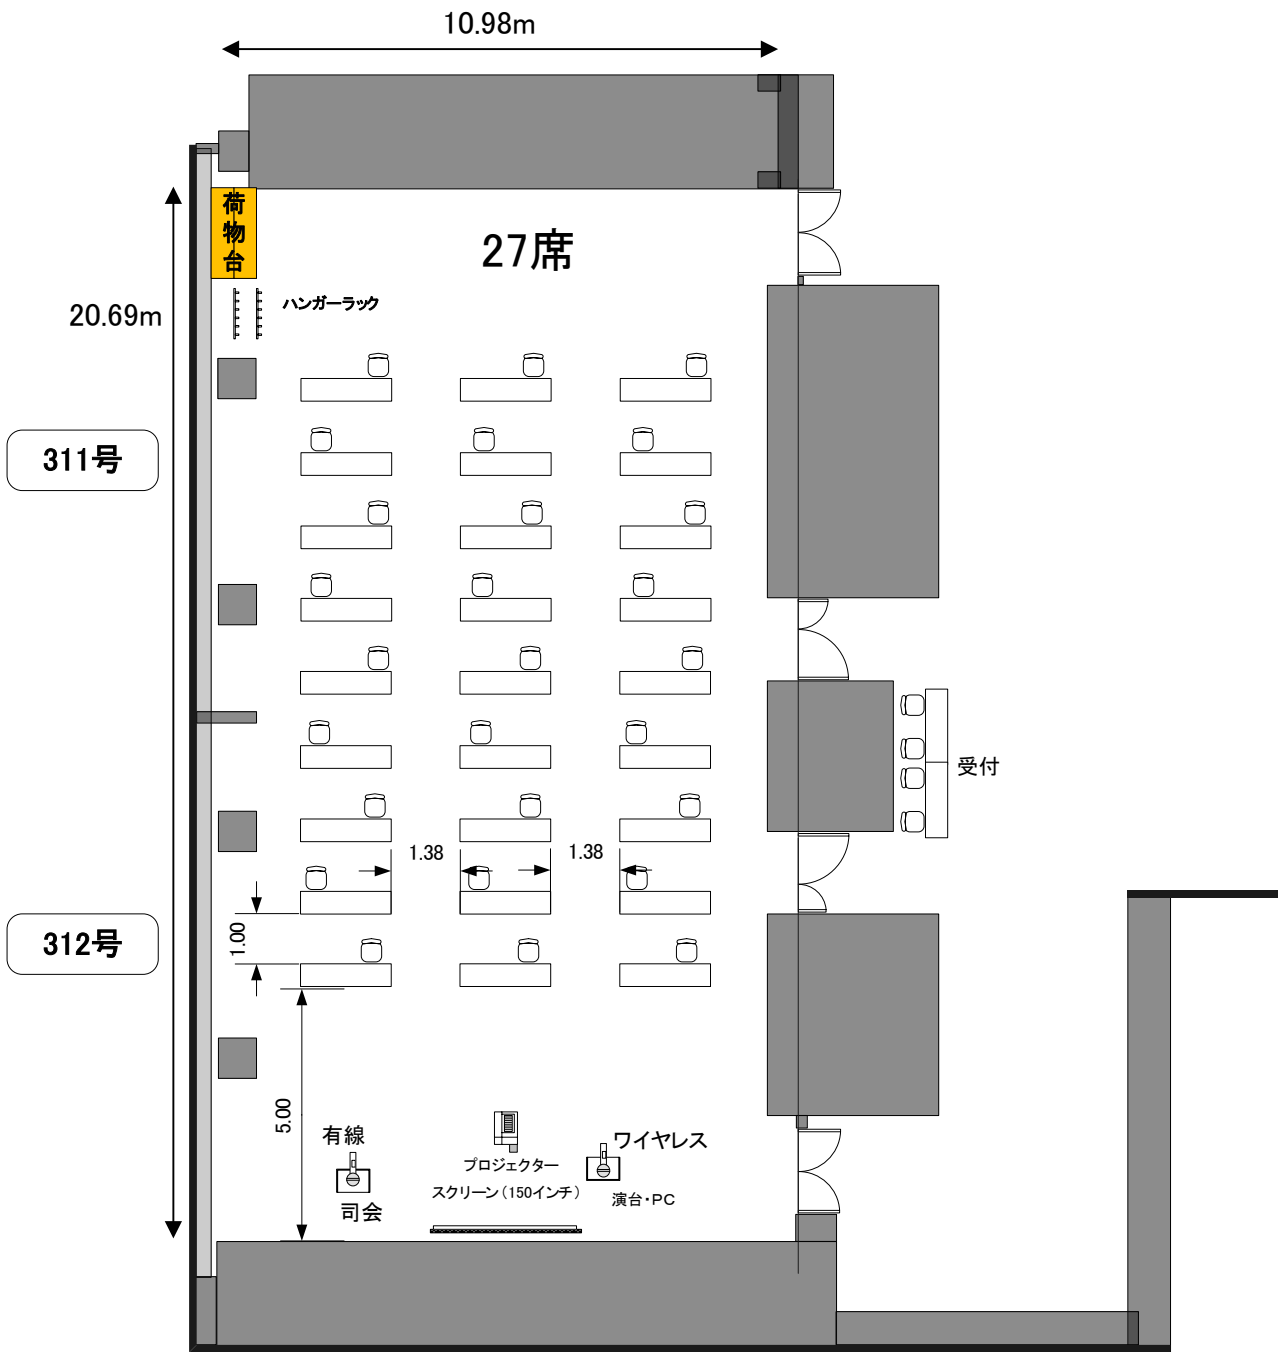 10.98m
荷物台
27席
ハンガーラック
20.69m
311号
受付
1.38
1.38
1.00
312号
5.00
有線
ワイヤレス
プロジェクター
スクリーン(150インチ)
演台・PC
司会